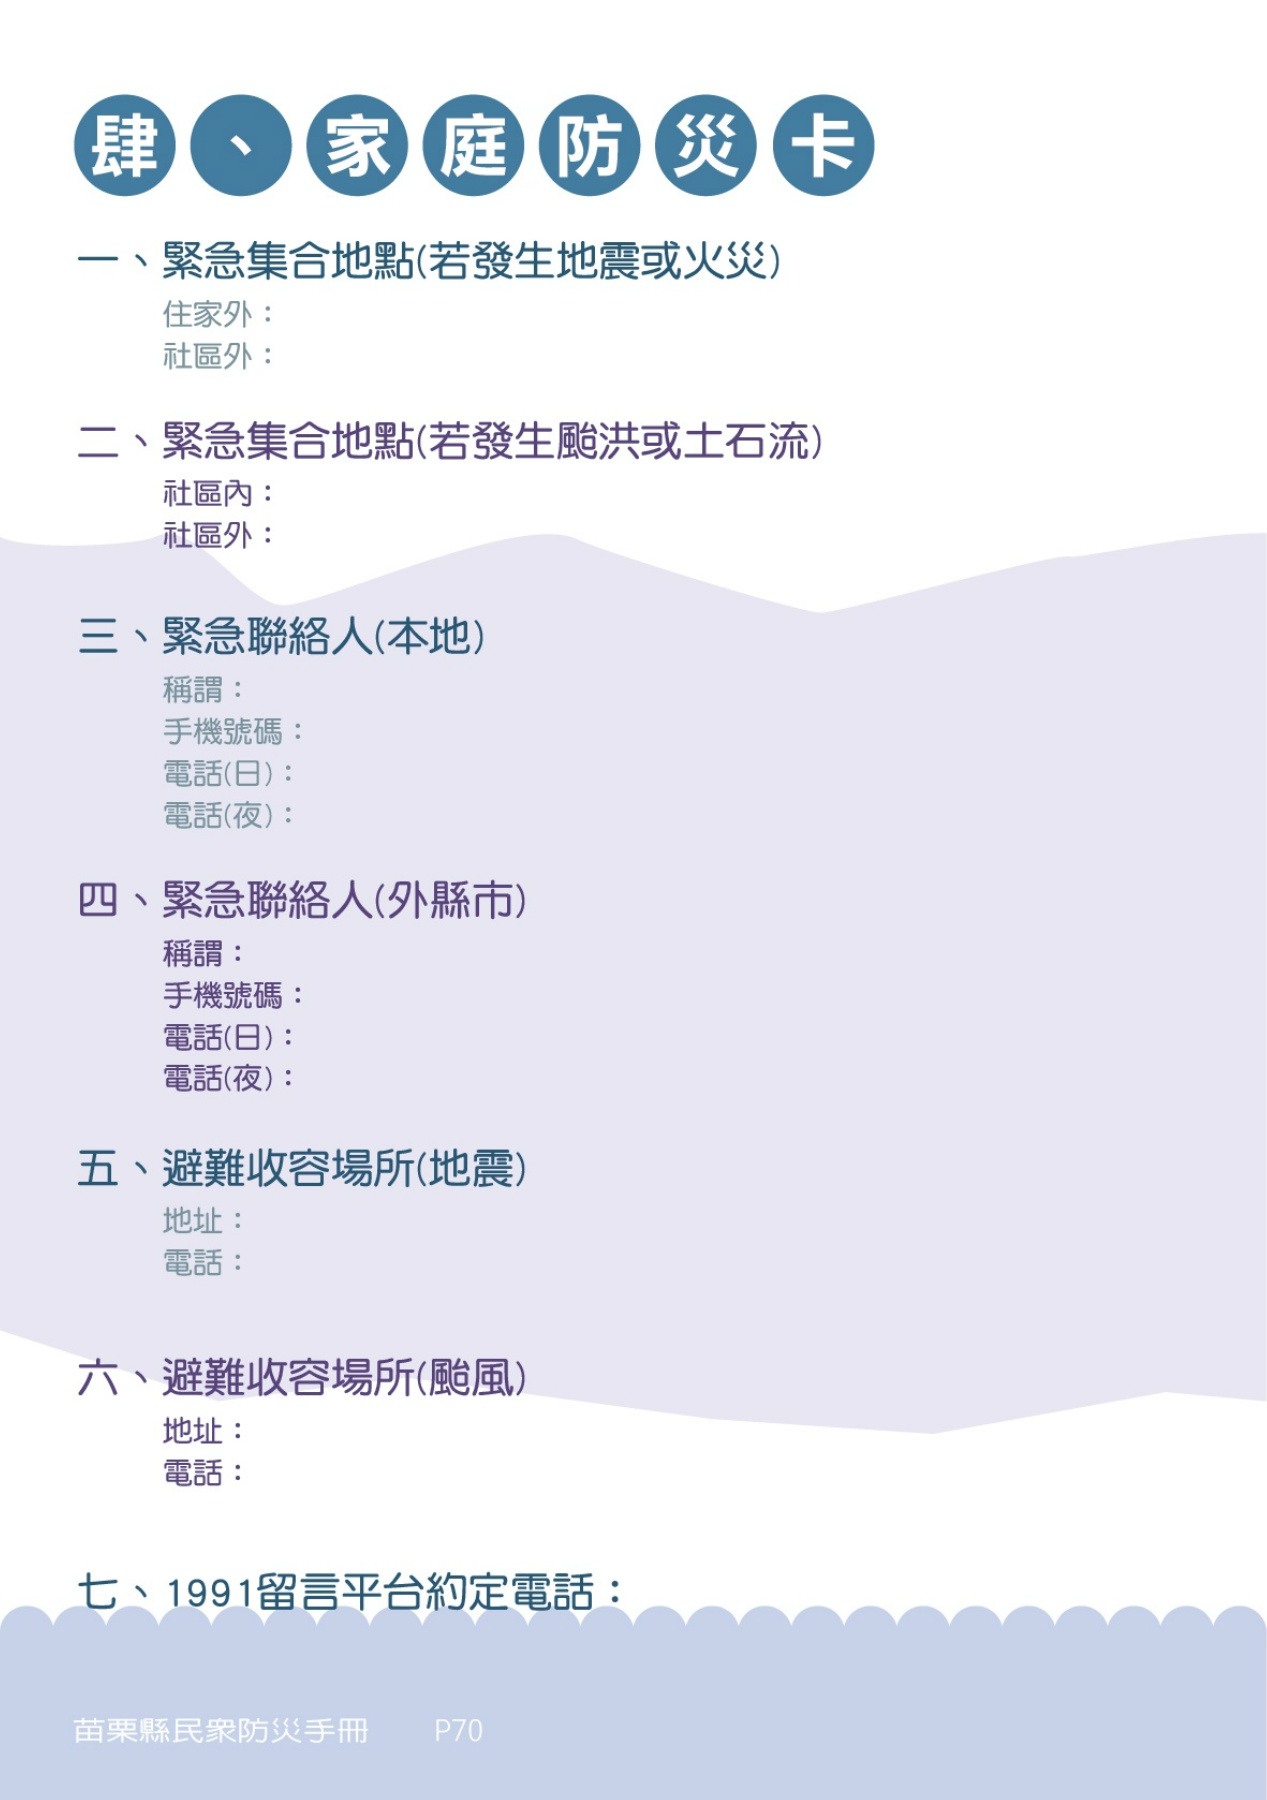 肆、家庭防災卡
一、緊急集合地點(若發生地震或火災)
住家外：
社區外：
二、緊急集合地點(若發生颱洪或土石流)
社區內：
社區外：
三、緊急聯絡人(本地)
稱謂：
手機號碼：
電話(日)：
電話(夜)：
四、緊急聯絡人(外縣市)
稱謂：
手機號碼：
電話(日)：
電話(夜)：
五、避難收容場所(地震)
地址：
電話：
六、避難收容場所(颱風)
地址：
電話：
七、1991留言平台約定電話：
苗栗縣民眾防災手冊 P70